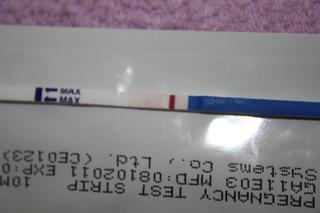 MAX
MAX
PREGNANCY TEST STRIP 10M
GA11E03 MFD:08102011 EXP:0
Systems Co., Ltd. (CE0123)